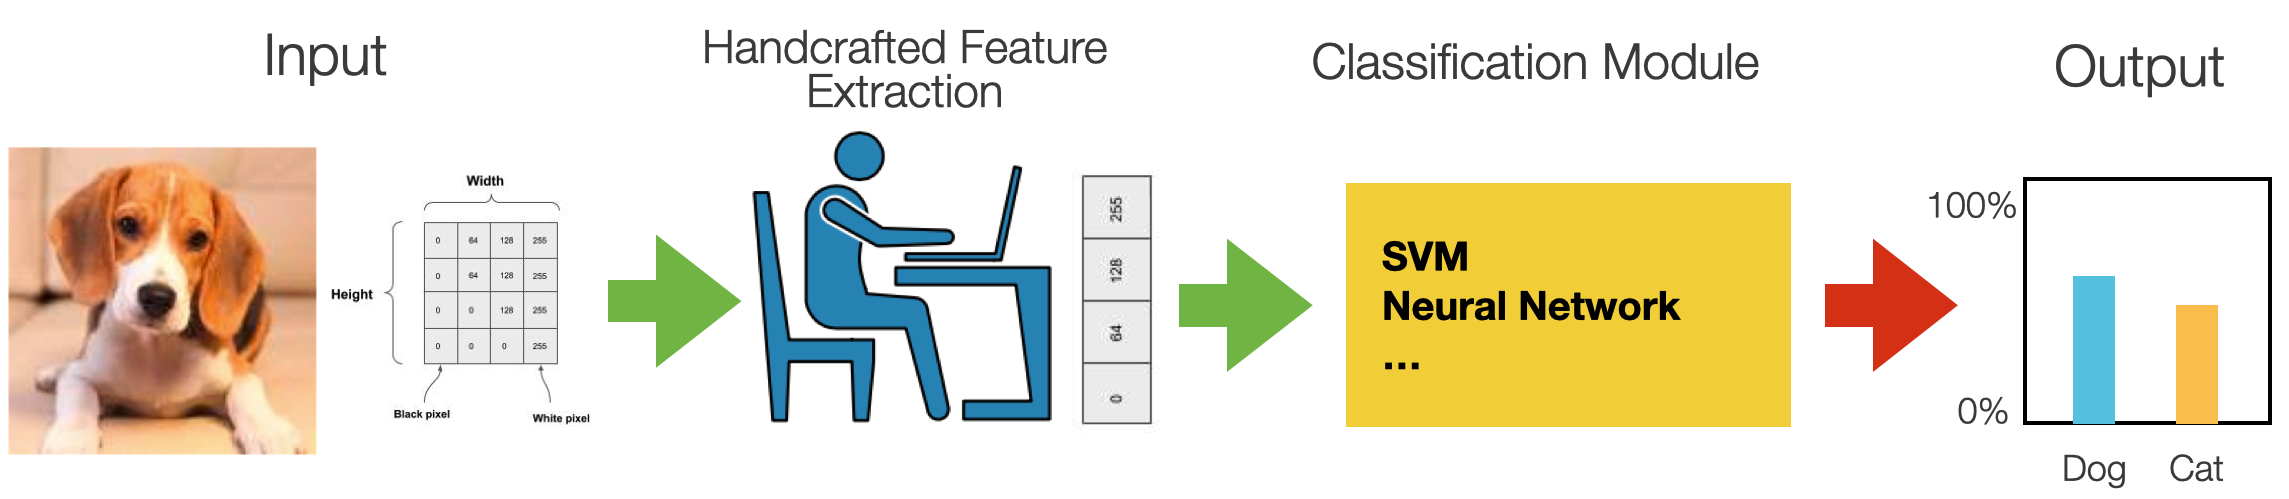 Input
Handcrafted Feature
Extraction
Classification Module
Output
Width
Height
0 64 128 255
0 64 128 255
0 0 128 255
0 0 0 255
Black pixel
White pixel
255
128
64
0
SVM
Neural Network
...
100%
0%
Dog Cat